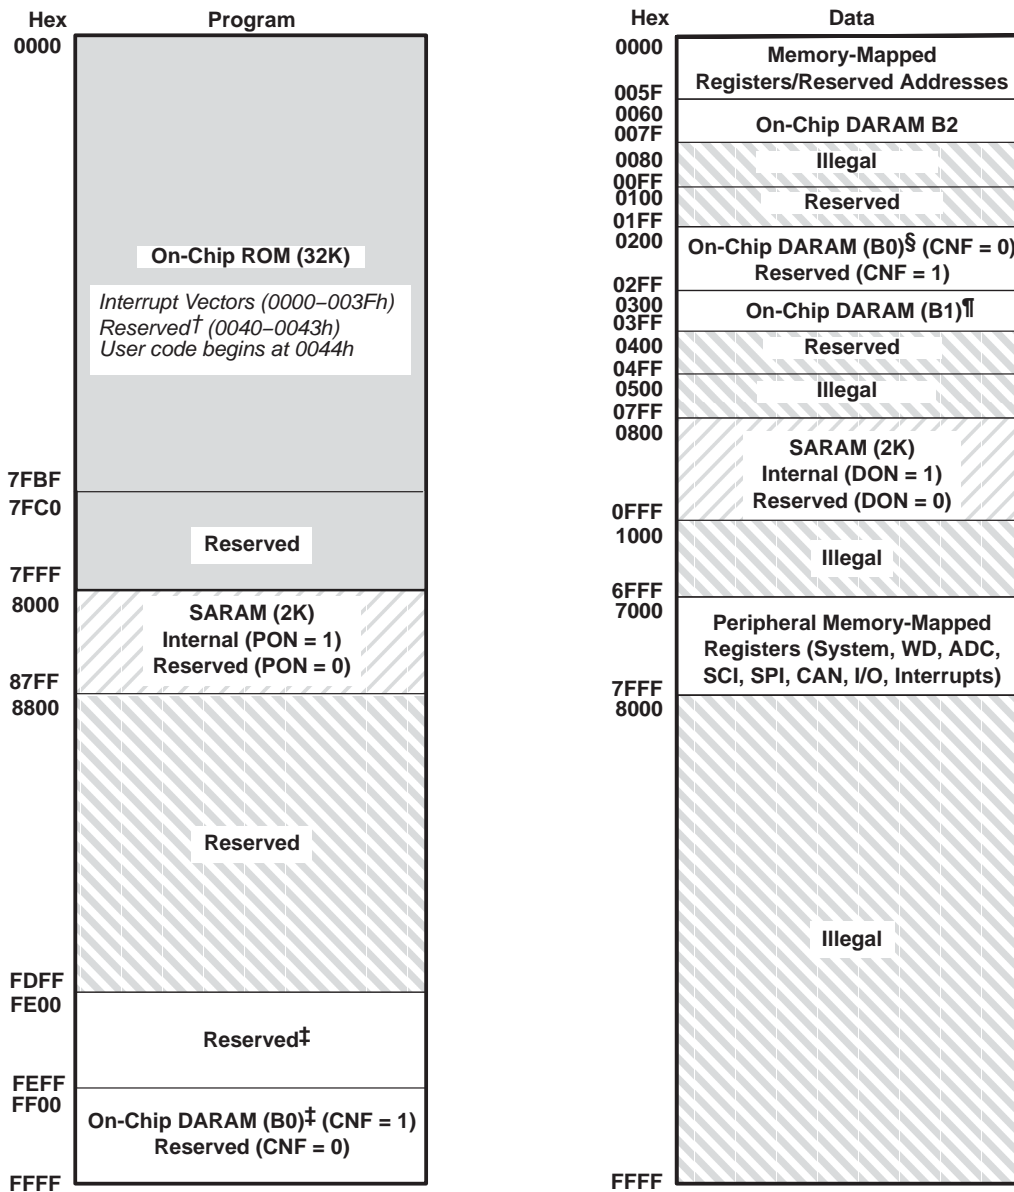 Hex Program
0000
On-Chip ROM (32K)
Interrupt Vectors (0000–003Fh)
Reserved† (0040–0043h)
User code begins at 0044h
7FBF
7FC0
Reserved
7FFF
8000
SARAM (2K)
Internal (PON = 1)
Reserved (PON = 0)
87FF
8800
Reserved
FDFF
FE00
Reserved‡
FEFF
FF00
On-Chip DARAM (B0)‡ (CNF = 1)
Reserved (CNF = 0)
FFFF
Hex Data
0000
Memory-Mapped
Registers/Reserved Addresses
005F
0060
On-Chip DARAM B2
007F
0080
Illegal
00FF
0100
Reserved
01FF
0200
On-Chip DARAM (B0)§ (CNF = 0)
Reserved (CNF = 1)
02FF
0300
On-Chip DARAM (B1)¶
03FF
0400
Reserved
04FF
0500
Illegal
07FF
0800
SARAM (2K)
Internal (DON = 1)
Reserved (DON = 0)
0FFF
1000
Illegal
6FFF
7000
Peripheral Memory-Mapped
Registers (System, WD, ADC,
SCI, SPI, CAN, I/O, Interrupts)
7FFF
8000
Illegal
FFFF